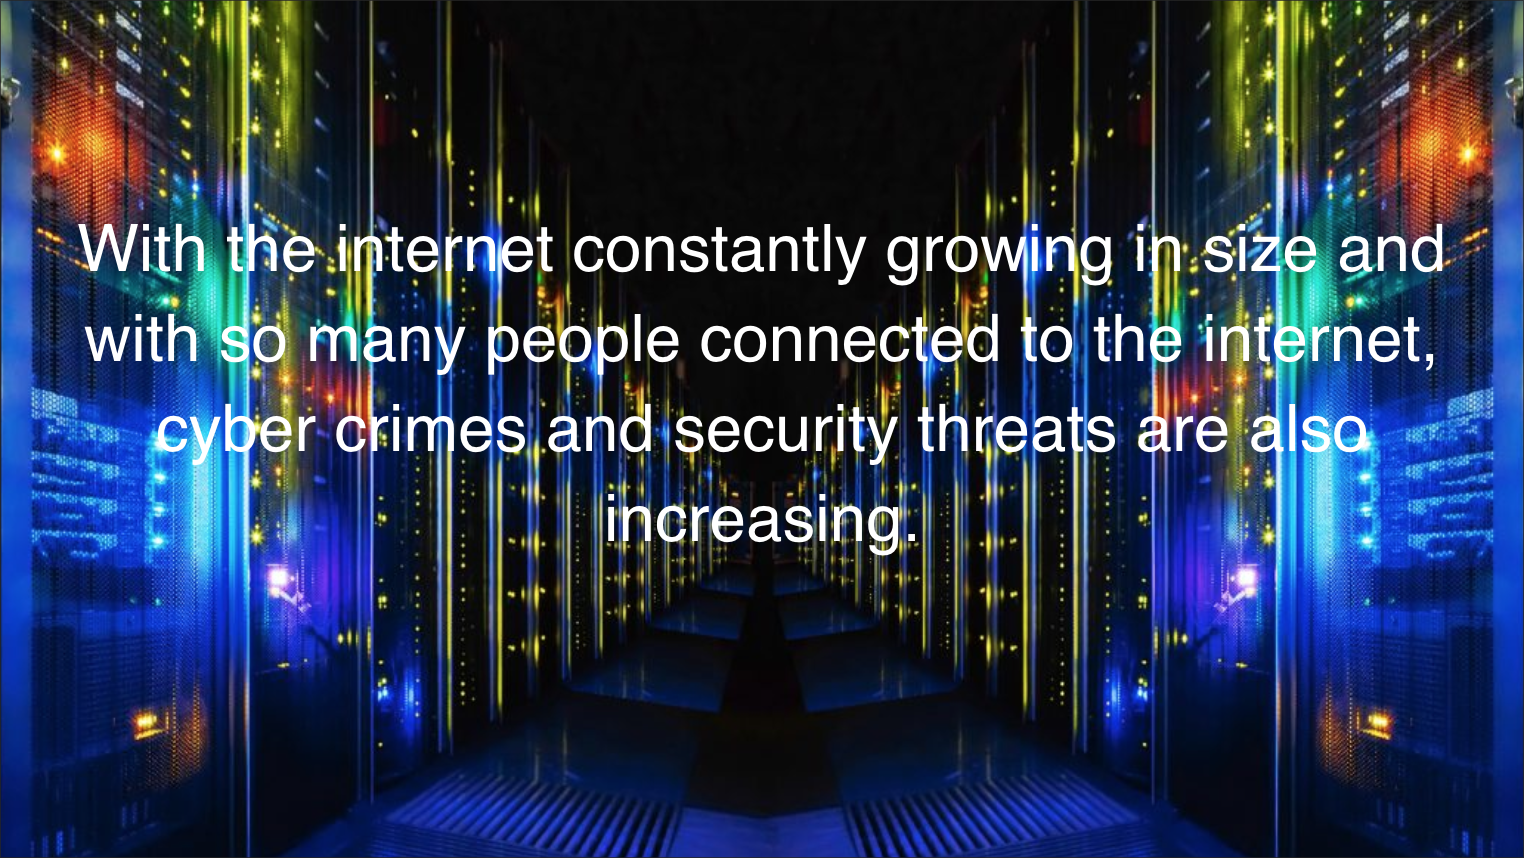 With the internet constantly growing in size and
with so many people connected to the internet,
cyber crimes and security threats are also
increasing.